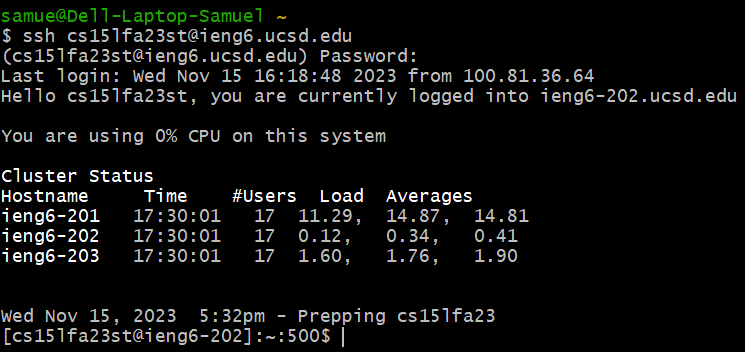 samue@Dell-Laptop-Samuel ~
$ ssh cs15lfa23st@ieng6.ucsd.edu
(cs15lfa23st@ieng6.ucsd.edu) Password:
Last login: Wed Nov 15 16:18:48 2023 from 100.81.36.64
Hello cs15lfa23st, you are currently logged into ieng6-202.ucsd.edu
You are using 0% CPU on this system
Cluster Status
Hostname     Time    #Users  Load  Averages
ieng6-201   17:30:01   17  11.29,  14.87,  14.81
ieng6-202   17:30:01   17  0.12,   0.34,   0.41
ieng6-203   17:30:01   17  1.60,   1.76,   1.90
Wed Nov 15, 2023  5:32pm - Prepping cs15lfa23
[cs15lfa23st@ieng6-202]:~:500$